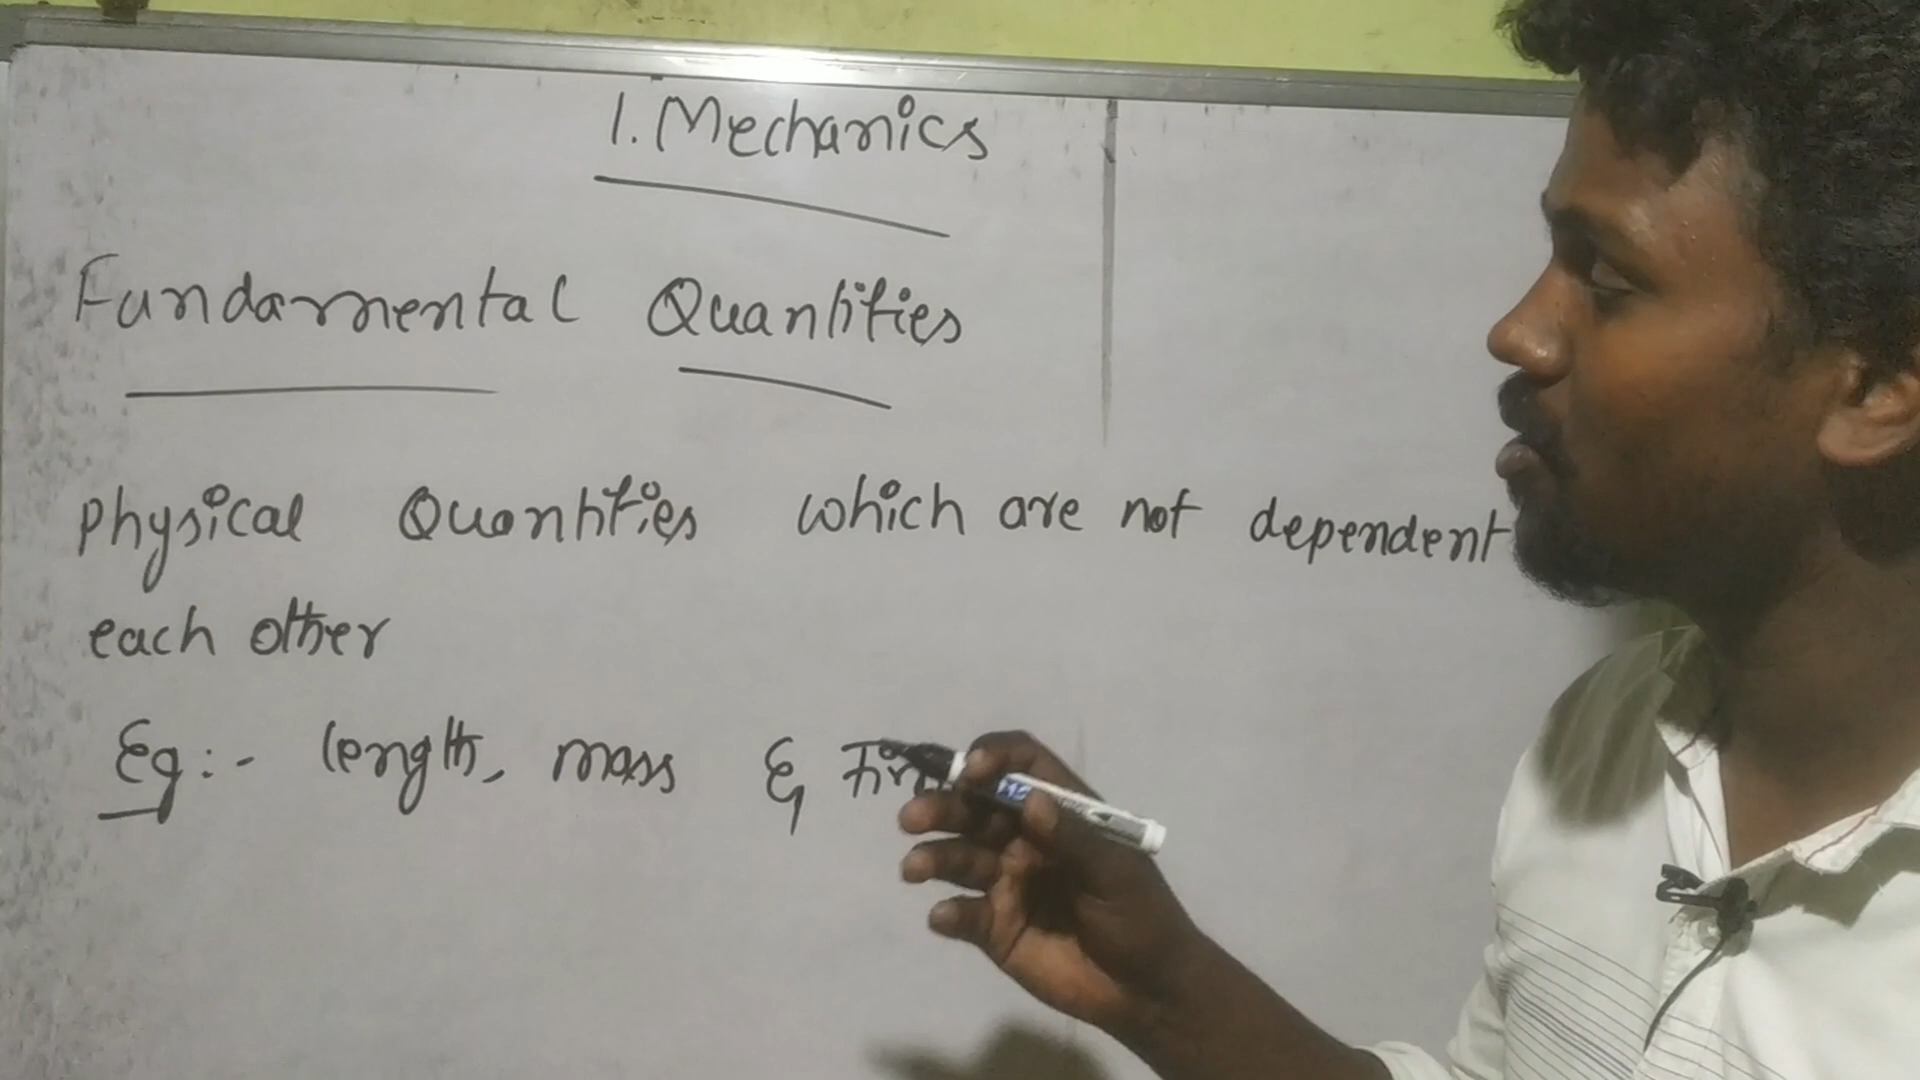 1. Mechanics
Fundamental Quantities
physical Quantities which are not dependent
each other
Eg:- length, mass &